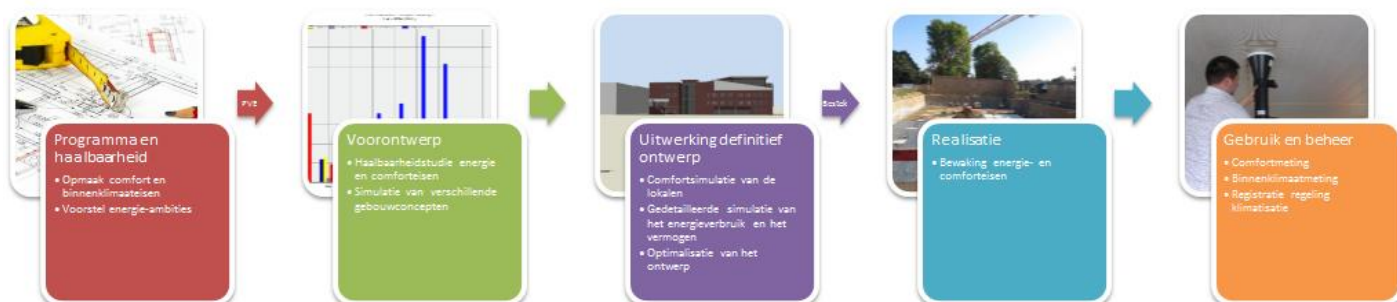 Programma en
haalbaarheid
• Opmaak comfort en
binnenklimaateisen
• Voorstel energie-ambities
PVE
Voorontwerp
• Haalbaarheidstudie energie
en comforteisen
• Simulatie van verschillende
gebouwconcepten
Uitwerking definitief
ontwerp
• Comfortsimulatie van de
lokalen
• Gedetailleerde simulatie van
het energieverbruik en het
vermogen
• Optimalisatie van het
ontwerp
Bestek
Realisatie
• Bewaking energie- en
comforteisen
Gebruik en beheer
• Comfortmeting
• Binnenklimaatmeting
• Registratie regeling
klimatisatie